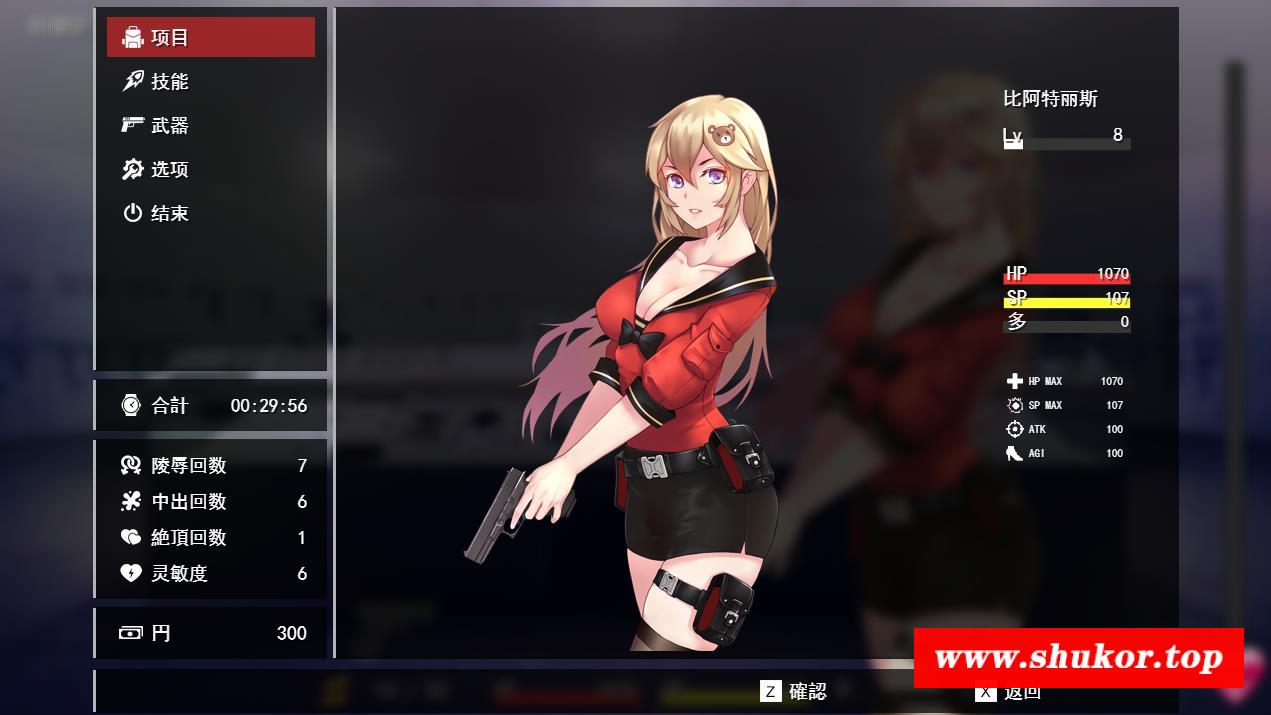 项目
技能
武器
选项
结束
合計 00:29:56
陵辱回数 7
中出回数 6
絶頂回数 1
灵敏度 6
円 300
比阿特丽斯
Lv 8
HP 1070
SP 107
多 0
HP MAX 1070
SP MAX 107
ATK 100
AGI 100
www.shukor.top
Z 確認
X 返回